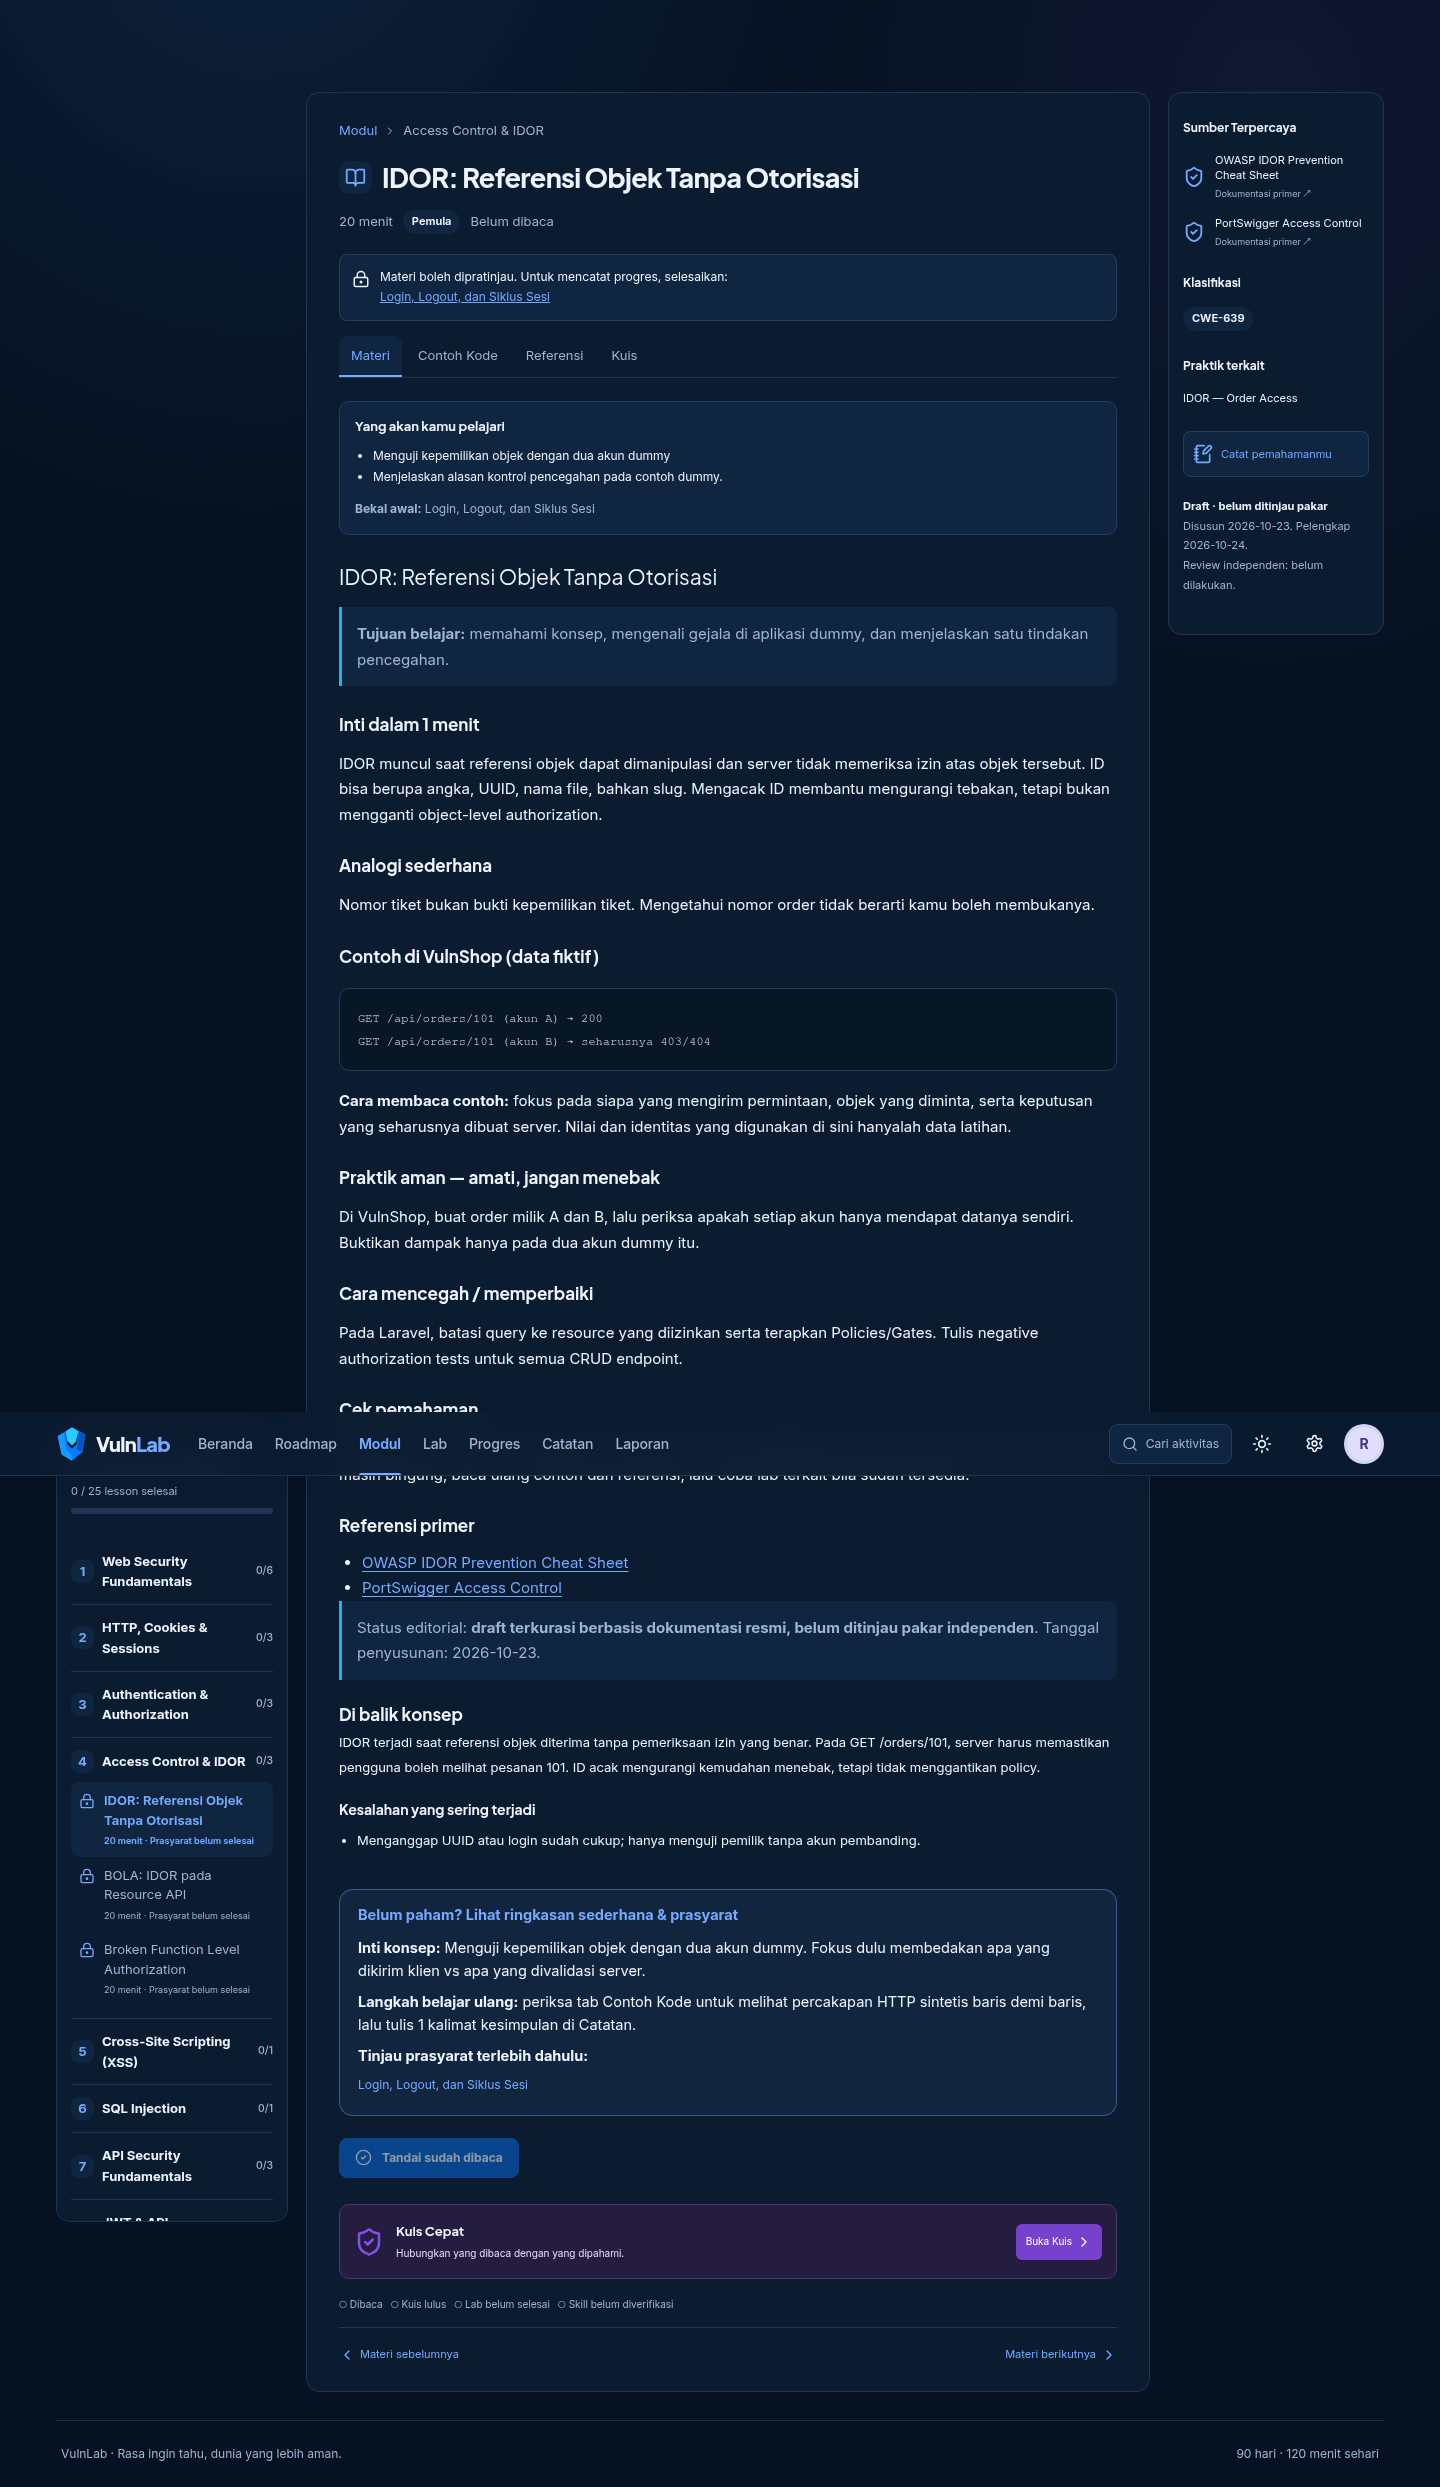 Modul > Access Control & IDOR
IDOR: Referensi Objek Tanpa Otorisasi
20 menit Pemula Belum dibaca
Materi boleh dipratinjau. Untuk mencatat progres, selesaikan:
Login, Logout, dan Siklus Sesi
Materi Contoh Kode Referensi Kuis
Yang akan kamu pelajari
• Menguji kepemilikan objek dengan dua akun dummy
• Menjelaskan alasan kontrol pencegahan pada contoh dummy.
Bekal awal: Login, Logout, dan Siklus Sesi
IDOR: Referensi Objek Tanpa Otorisasi
Tujuan belajar: memahami konsep, mengenali gejala di aplikasi dummy, dan menjelaskan satu tindakan
pencegahan.
Inti dalam 1 menit
IDOR muncul saat referensi objek dapat dimanipulasi dan server tidak memeriksa izin atas objek tersebut. ID
bisa berupa angka, UUID, nama file, bahkan slug. Mengacak ID membantu mengurangi tebakan, tetapi bukan
mengganti object-level authorization.
Analogi sederhana
Nomor tiket bukan bukti kepemilikan tiket. Mengetahui nomor order tidak berarti kamu boleh membukanya.
Contoh di VulnShop (data fiktif)
GET /api/orders/101 (akun A) → 200
GET /api/orders/101 (akun B) → seharusnya 403/404
Cara membaca contoh: fokus pada siapa yang mengirim permintaan, objek yang diminta, serta keputusan
yang seharusnya dibuat server. Nilai dan identitas yang digunakan di sini hanyalah data latihan.
Praktik aman — amati, jangan menebak
Di VulnShop, buat order milik A dan B, lalu periksa apakah setiap akun hanya mendapat datanya sendiri.
Buktikan dampak hanya pada dua akun dummy itu.
Cara mencegah / memperbaiki
Pada Laravel, batasi query ke resource yang diizinkan serta terapkan Policies/Gates. Tulis negative
authorization tests untuk semua CRUD endpoint.
Cek pemahaman
masih bingung, baca ulang contoh dan referensi, lalu coba lab terkait bila sudah tersedia.
Referensi primer
• OWASP IDOR Prevention Cheat Sheet
• PortSwigger Access Control
Status editorial: draft terkurasi berbasis dokumentasi resmi, belum ditinjau pakar independen. Tanggal
penyusunan: 2026-10-23.
Di balik konsep
IDOR terjadi saat referensi objek diterima tanpa pemeriksaan izin yang benar. Pada GET /orders/101, server harus memastikan
pengguna boleh melihat pesanan 101. ID acak mengurangi kemudahan menebak, tetapi tidak menggantikan policy.
Kesalahan yang sering terjadi
• Menganggap UUID atau login sudah cukup; hanya menguji pemilik tanpa akun pembanding.
Belum paham? Lihat ringkasan sederhana & prasyarat
Inti konsep: Menguji kepemilikan objek dengan dua akun dummy. Fokus dulu membedakan apa yang
dikirim klien vs apa yang divalidasi server.
Langkah belajar ulang: periksa tab Contoh Kode untuk melihat percakapan HTTP sintetis baris demi baris,
lalu tulis 1 kalimat kesimpulan di Catatan.
Tinjau prasyarat terlebih dahulu:
Login, Logout, dan Siklus Sesi
Tandai sudah dibaca
Kuis Cepat
Hubungkan yang dibaca dengan yang dipahami.
Buka Kuis
○ Dibaca ○ Kuis lulus ○ Lab belum selesai ○ Skill belum diverifikasi
Materi sebelumnya
Materi berikutnya
Sumber Terpercaya
OWASP IDOR Prevention
Cheat Sheet
Dokumentasi primer ↗
PortSwigger Access Control
Dokumentasi primer ↗
Klasifikasi
CWE-639
Praktik terkait
IDOR — Order Access
Catat pemahamanmu
Draft · belum ditinjau pakar
Disusun 2026-10-23. Pelengkap
2026-10-24.
Review independen: belum
dilakukan.
VulnLab Beranda Roadmap Modul Lab Progres Catatan Laporan Cari aktivitas R
0 / 25 lesson selesai
1 Web Security
Fundamentals 0/6
2 HTTP, Cookies &
Sessions 0/3
3 Authentication &
Authorization 0/3
4 Access Control & IDOR 0/3
IDOR: Referensi Objek
Tanpa Otorisasi
20 menit · Prasyarat belum selesai
BOLA: IDOR pada
Resource API
20 menit · Prasyarat belum selesai
Broken Function Level
Authorization
20 menit · Prasyarat belum selesai
5 Cross-Site Scripting
(XSS) 0/1
6 SQL Injection 0/1
7 API Security
Fundamentals 0/3
JWT & API
VulnLab · Rasa ingin tahu, dunia yang lebih aman.
90 hari · 120 menit sehari